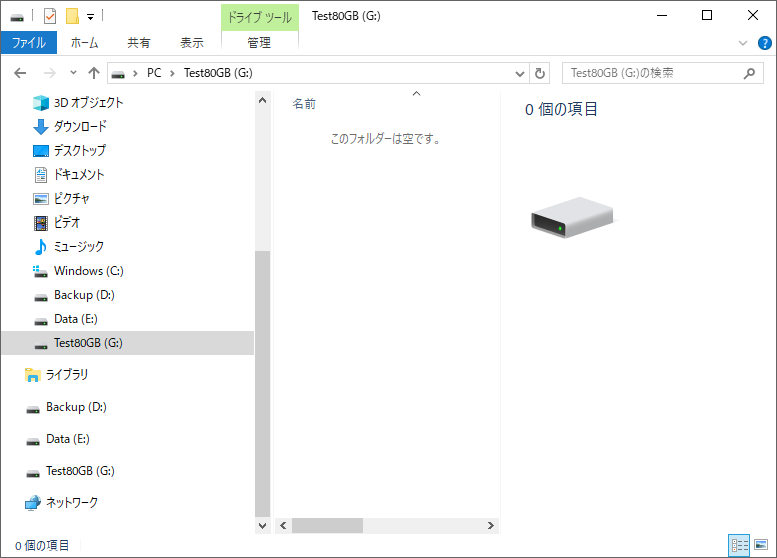 ドライブ ツール
Test80GB (G:)
ファイル
ホーム
共有
表示
管理
PC
Test80GB (G:)
Test80GB (G:)の検索
3D オブジェクト
ダウンロード
デスクトップ
ドキュメント
ピクチャ
ビデオ
ミュージック
Windows (C:)
Backup (D:)
Data (E:)
Test80GB (G:)
ライブラリ
Backup (D:)
Data (E:)
Test80GB (G:)
ネットワーク
名前
このフォルダーは空です。
0 個の項目
0 個の項目